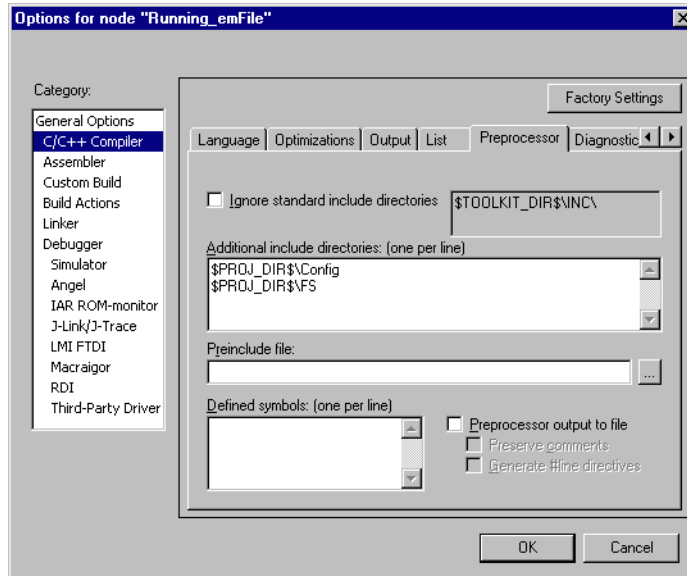 Options for node "Running_emFile"
Category:
General Options
C/C++ Compiler
Assembler
Custom Build
Build Actions
Linker
Debugger
Simulator
Angel
IAR ROM-monitor
J-Link/J-Trace
LMI FTDI
Macraigor
RDI
Third-Party Driver
Factory Settings
Language Optimizations Output List Preprocessor Diagnostic
Ignore standard include directories $TOOLKIT_DIR$\INC\
Additional include directories: (one per line)
$PROJ_DIR$\Config
$PROJ_DIR$\FS
Preinclude file:
...
Defined symbols: (one per line)
Preprocessor output to file
Preserve comments
Generate #line directives
OK Cancel